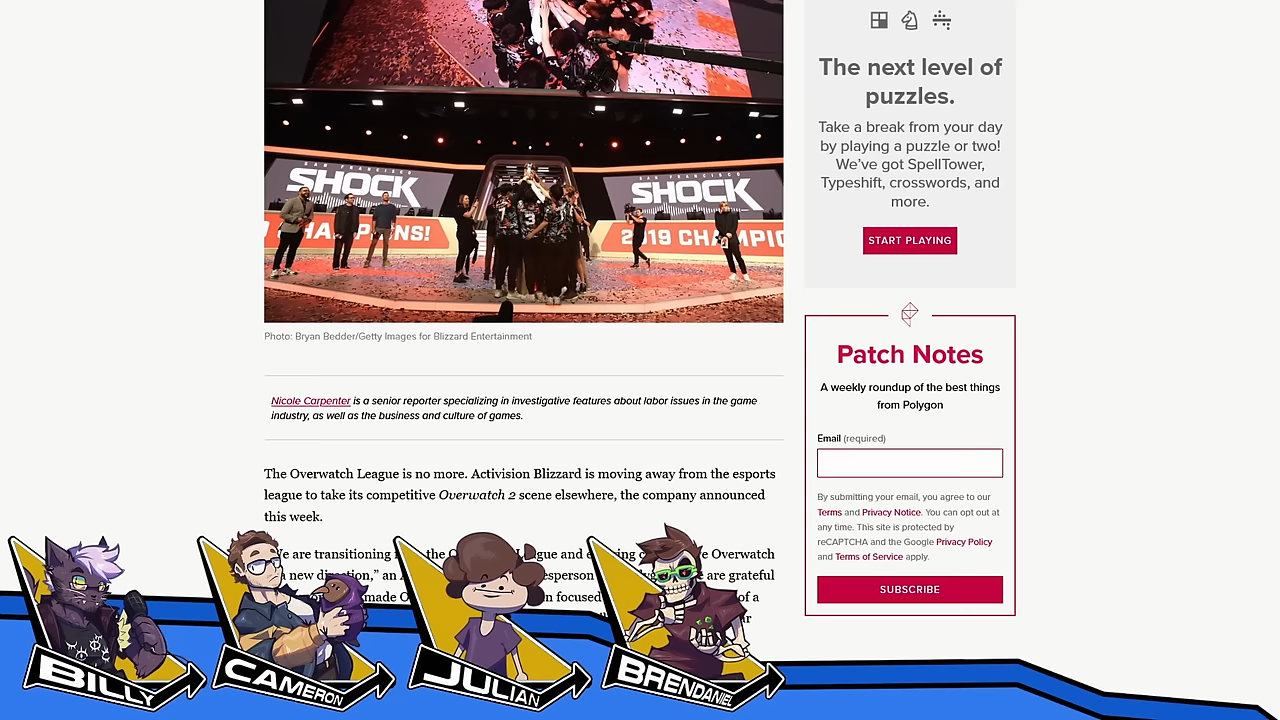 SAN FRANCISCO
SHOCK
SAN FRANCISCO
SHOCK
CHAMPIONS!
2019 CHAMPIO
3
Photo: Bryan Bedder/Getty Images for Blizzard Entertainment
Nicole Carpenter is a senior reporter specializing in investigative features about labor issues in the game
industry, as well as the business and culture of games.
The Overwatch League is no more. Activision Blizzard is moving away from the esports
league to take its competitive Overwatch 2 scene elsewhere, the company announced
this week.
are transitioning the Overwatch
new direction,” an are grateful
made focused of a
The next level of
puzzles.
Take a break from your day
by playing a puzzle or two!
We’ve got SpellTower,
Typeshift, crosswords, and
more.
START PLAYING
Patch Notes
A weekly roundup of the best things
from Polygon
Email (required)
By submitting your email, you agree to our
Terms and Privacy Notice. You can opt out at
any time. This site is protected by
reCAPTCHA and the Google Privacy Policy
and Terms of Service apply.
SUBSCRIBE
BILLY
CAMERON
JULIAN
BRENDANIEL